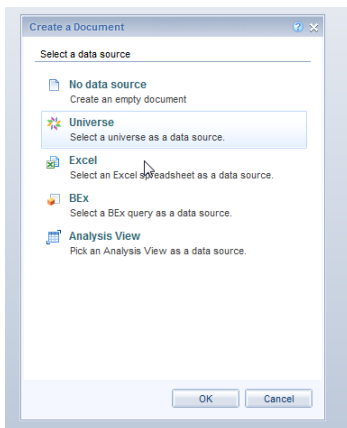 Create a Document
Select a data source
No data source
Create an empty document
Universe
Select a universe as a data source.
Excel
Select an Excel spreadsheet as a data source.
BEx
Select a BEx query as a data source.
Analysis View
Pick an Analysis View as a data source.
OK Cancel